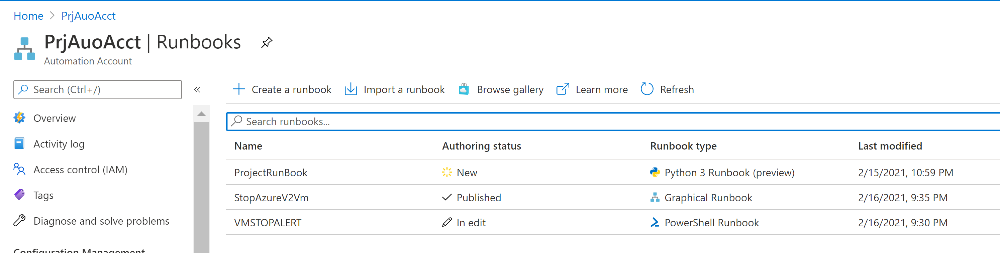 Home > PrjAuoAcct
PrjAuoAcct | Runbooks
Automation Account
Search (Ctrl+/)
«
Overview
Activity log
Access control (IAM)
Tags
Diagnose and solve problems
Configuration Management
Create a runbook Import a runbook Browse gallery Learn more Refresh
Search runbooks...
Name Authoring status Runbook type Last modified
ProjectRunBook New Python 3 Runbook (preview) 2/15/2021, 10:59 PM
StopAzureV2Vm Published Graphical Runbook 2/16/2021, 9:35 PM
VMSTOPALERT In edit PowerShell Runbook 2/16/2021, 9:30 PM